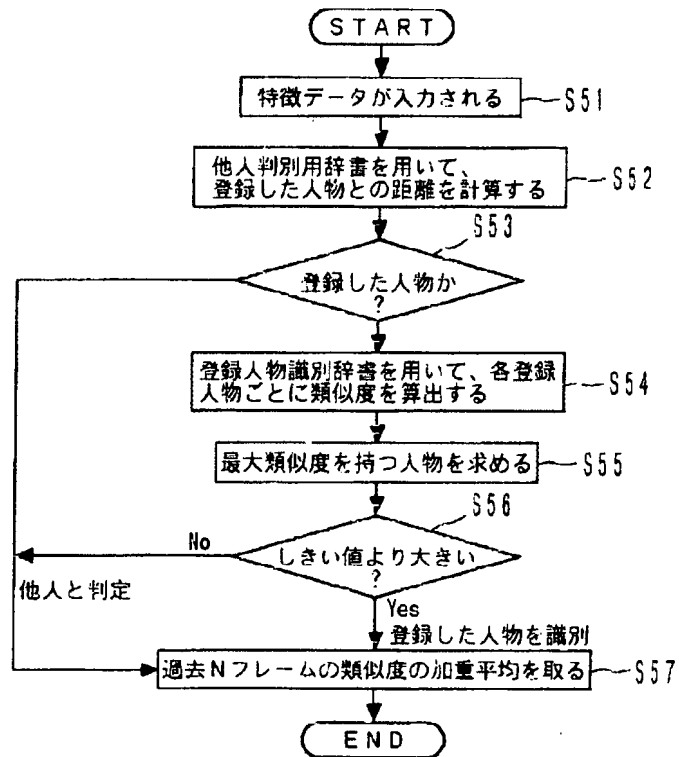 START
特徴データが入力される
S51
他人判別用辞書を用いて、
登録した人物との距離を計算する
S52
S53
登録した人物か
?
登録人物識別辞書を用いて、各登録
人物ごとに類似度を算出する
S54
最大類似度を持つ人物を求める
S55
S56
No
しきい値より大きい
?
他人と判定
Yes
登録した人物を識別
過去Nフレームの類似度の加重平均を取る
S57
END